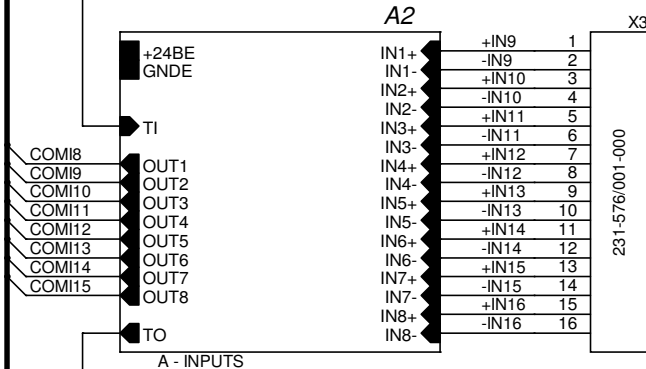 A2
X3
+24BE
GNDE
TI
COMI8 OUT1
COMI9 OUT2
COMI10 OUT3
COMI11 OUT4
COMI12 OUT5
COMI13 OUT6
COMI14 OUT7
COMI15 OUT8
TO
IN1+ +IN9 1
IN1- -IN9 2
IN2+ +IN10 3
IN2- -IN10 4
IN3+ +IN11 5
IN3- -IN11 6
IN4+ +IN12 7
IN4- -IN12 8
IN5+ +IN13 9
IN5- -IN13 10
IN6+ +IN14 11
IN6- -IN14 12
IN7+ +IN15 13
IN7- -IN15 14
IN8+ +IN16 15
IN8- -IN16 16
231-576/001-000
A - INPUTS